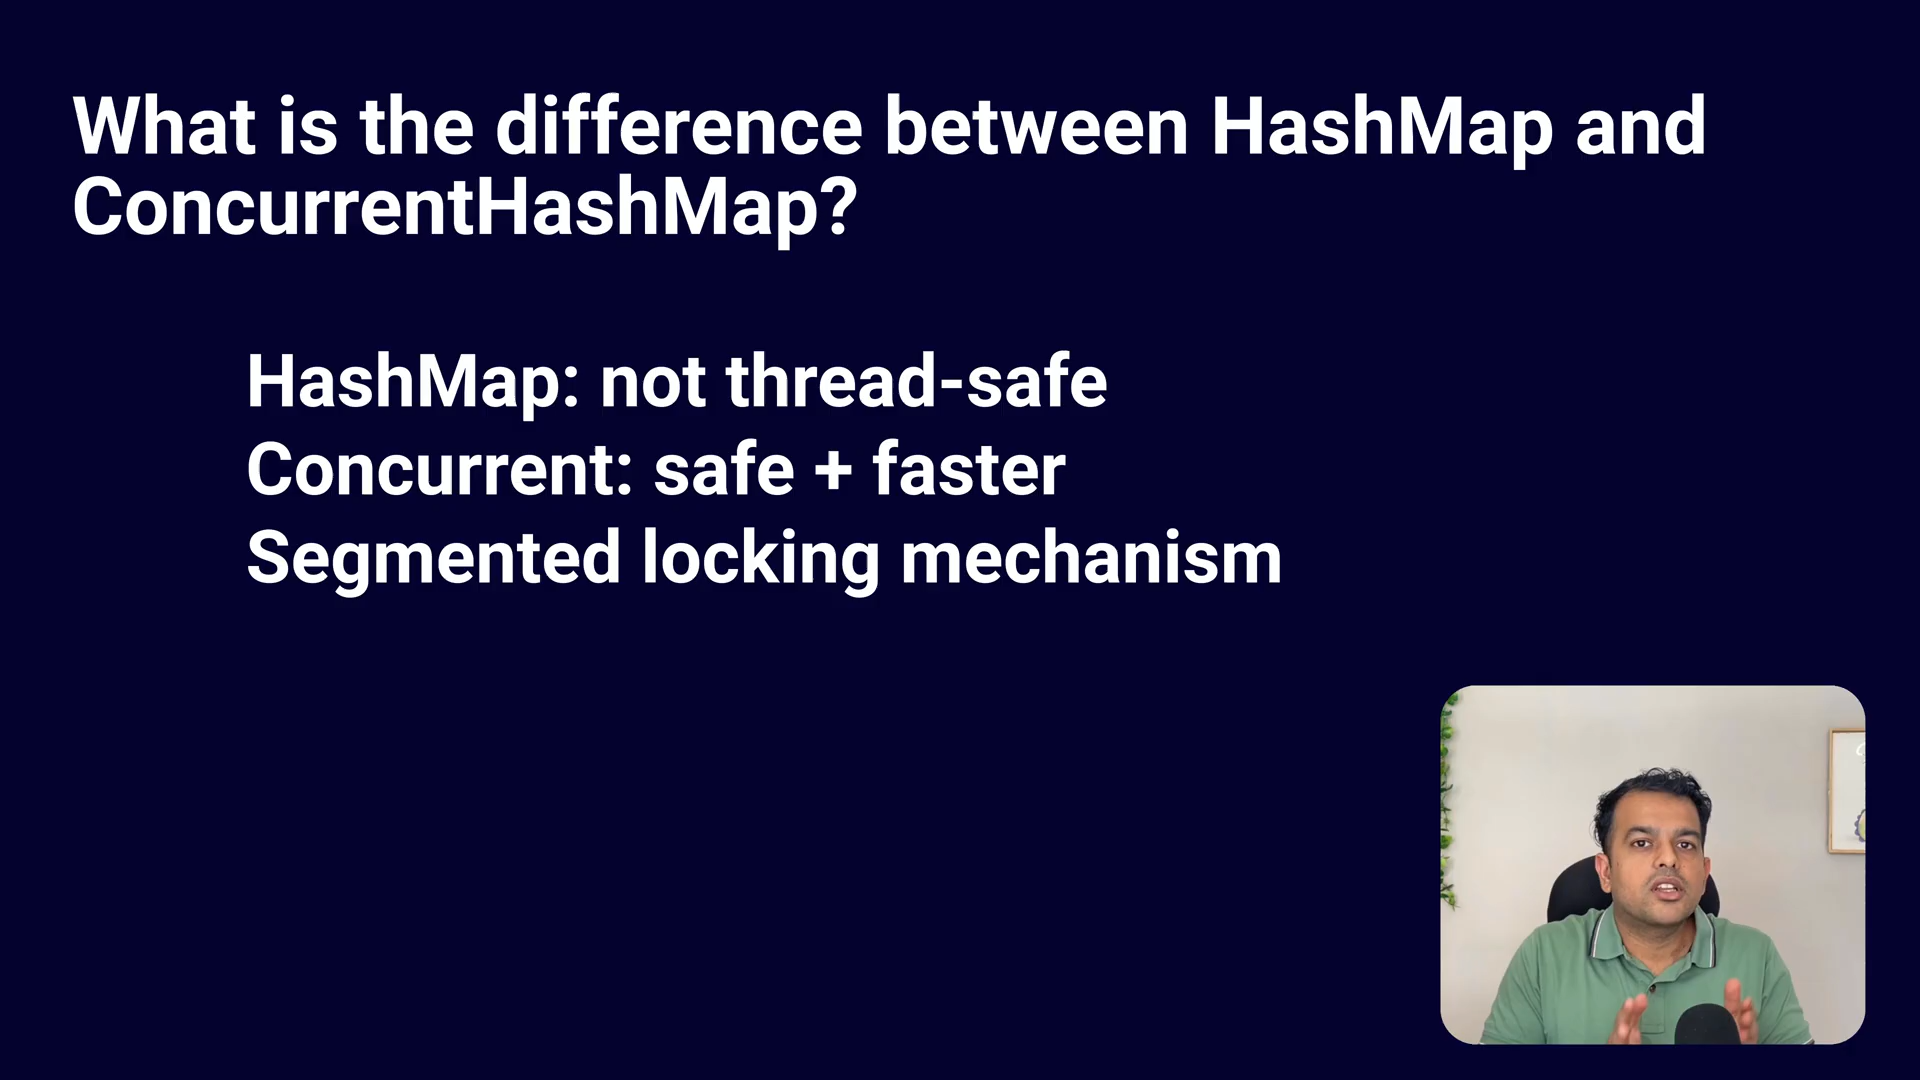 What is the difference between HashMap and
ConcurrentHashMap?
HashMap: not thread-safe
Concurrent: safe + faster
Segmented locking mechanism